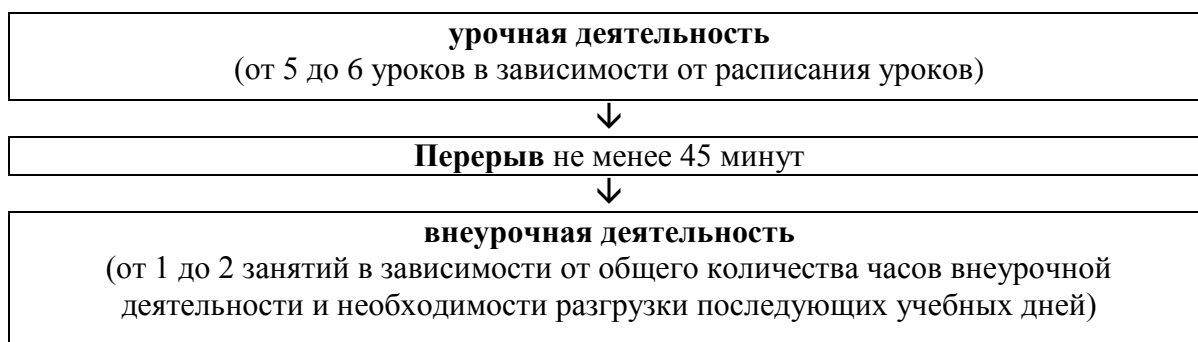 урочная деятельность
(от 5 до 6 уроков в зависимости от расписания уроков)
↓
Перерыв не менее 45 минут
↓
внеурочная деятельность
(от 1 до 2 занятий в зависимости от общего количества часов внеурочной
деятельности и необходимости разгрузки последующих учебных дней)